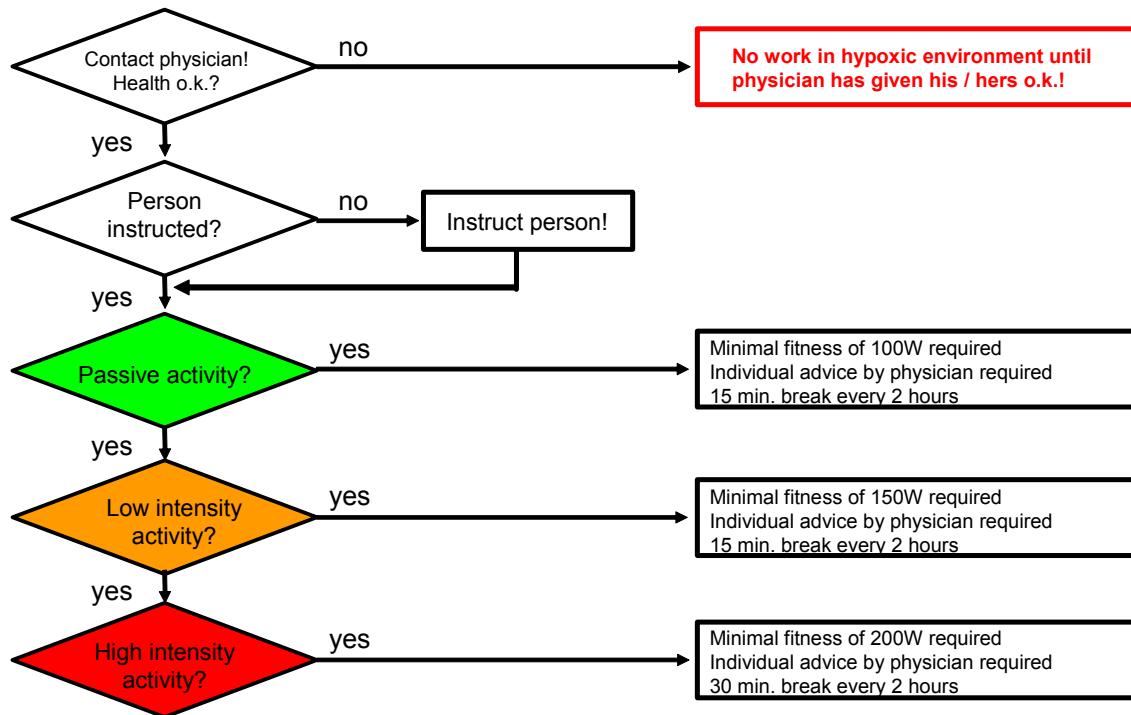 Contact physician!
Health o.k.?
no
No work in hypoxic environment until
physician has given his / hers o.k.!
yes
Person
instructed?
no
Instruct person!
yes
Passive activity?
yes
Minimal fitness of 100W required
Individual advice by physician required
15 min. break every 2 hours
yes
Low intensity
activity?
yes
Minimal fitness of 150W required
Individual advice by physician required
15 min. break every 2 hours
yes
High intensity
activity?
yes
Minimal fitness of 200W required
Individual advice by physician required
30 min. break every 2 hours